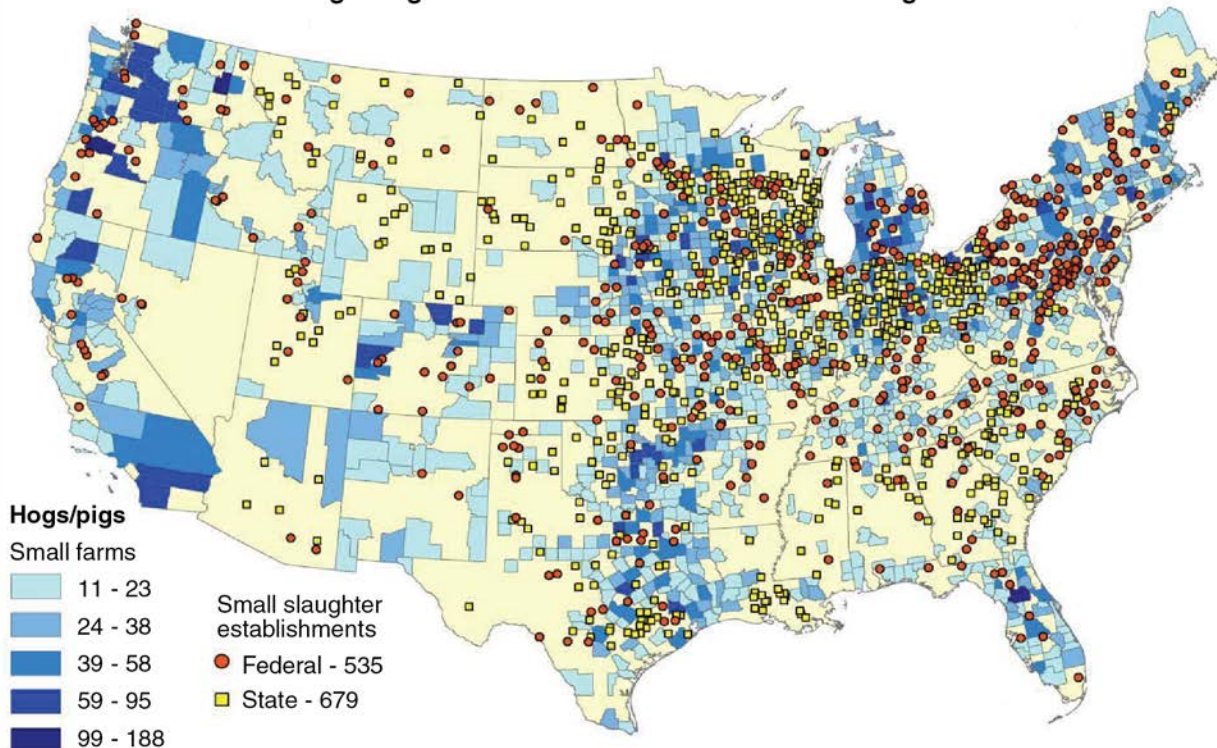 Hogs/pigs
Small farms
11 - 23
24 - 38
39 - 58
59 - 95
99 - 188
Small slaughter
establishments
Federal - 535
State - 679